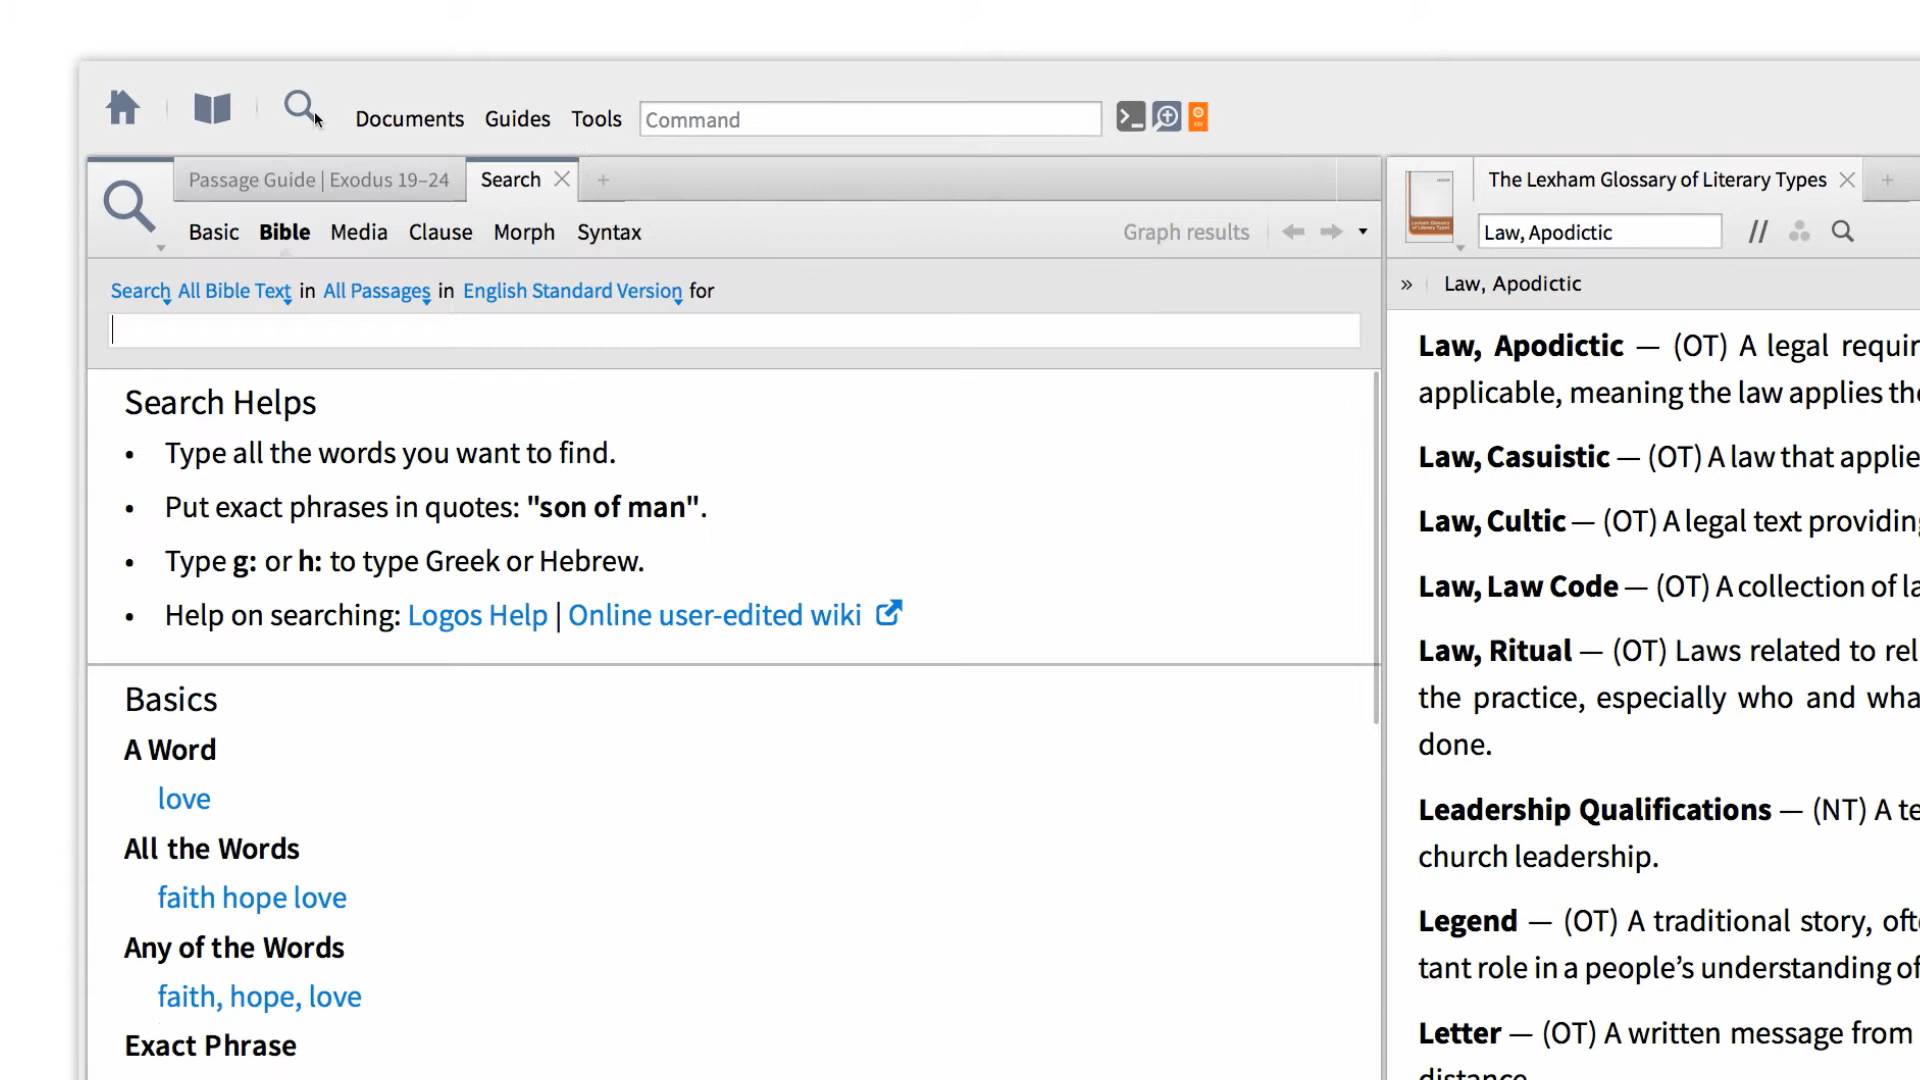 Documents Guides Tools Command
Passage Guide | Exodus 19–24 Search
Basic Bible Media Clause Morph Syntax Graph results
Search All Bible Text in All Passages in English Standard Version for
Search Helps
• Type all the words you want to find.
• Put exact phrases in quotes: "son of man".
• Type g: or h: to type Greek or Hebrew.
• Help on searching: Logos Help | Online user-edited wiki
Basics
A Word
love
All the Words
faith hope love
Any of the Words
faith, hope, love
Exact Phrase
The Lexham Glossary of Literary Types
Law, Apodictic
» Law, Apodictic
Law, Apodictic — (OT) A legal requir
applicable, meaning the law applies the
Law, Casuistic — (OT) A law that applie
Law, Cultic — (OT) A legal text providing
Law, Law Code — (OT) A collection of la
Law, Ritual — (OT) Laws related to rel
the practice, especially who and wha
done.
Leadership Qualifications — (NT) A te
church leadership.
Legend — (OT) A traditional story, ofte
tant role in a people’s understanding of
Letter — (OT) A written message from
distance.